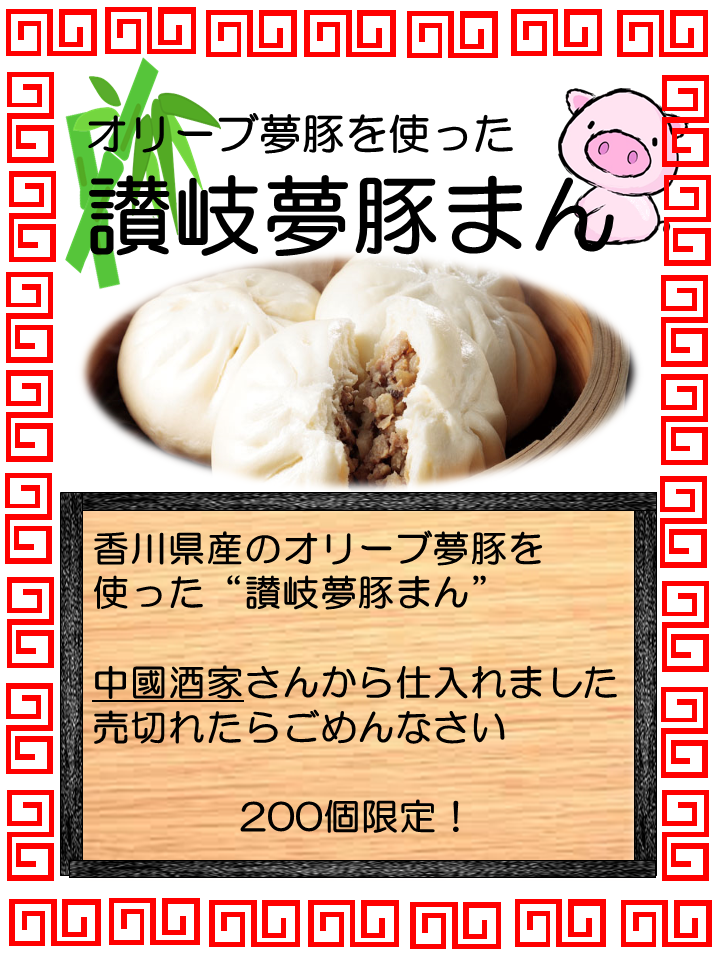 オリーブ夢豚を使った
讃岐夢豚まん
香川県産のオリーブ夢豚を
使った“讃岐夢豚まん”
中國酒家さんから仕入れました
売切れたらごめんなさい
200個限定！